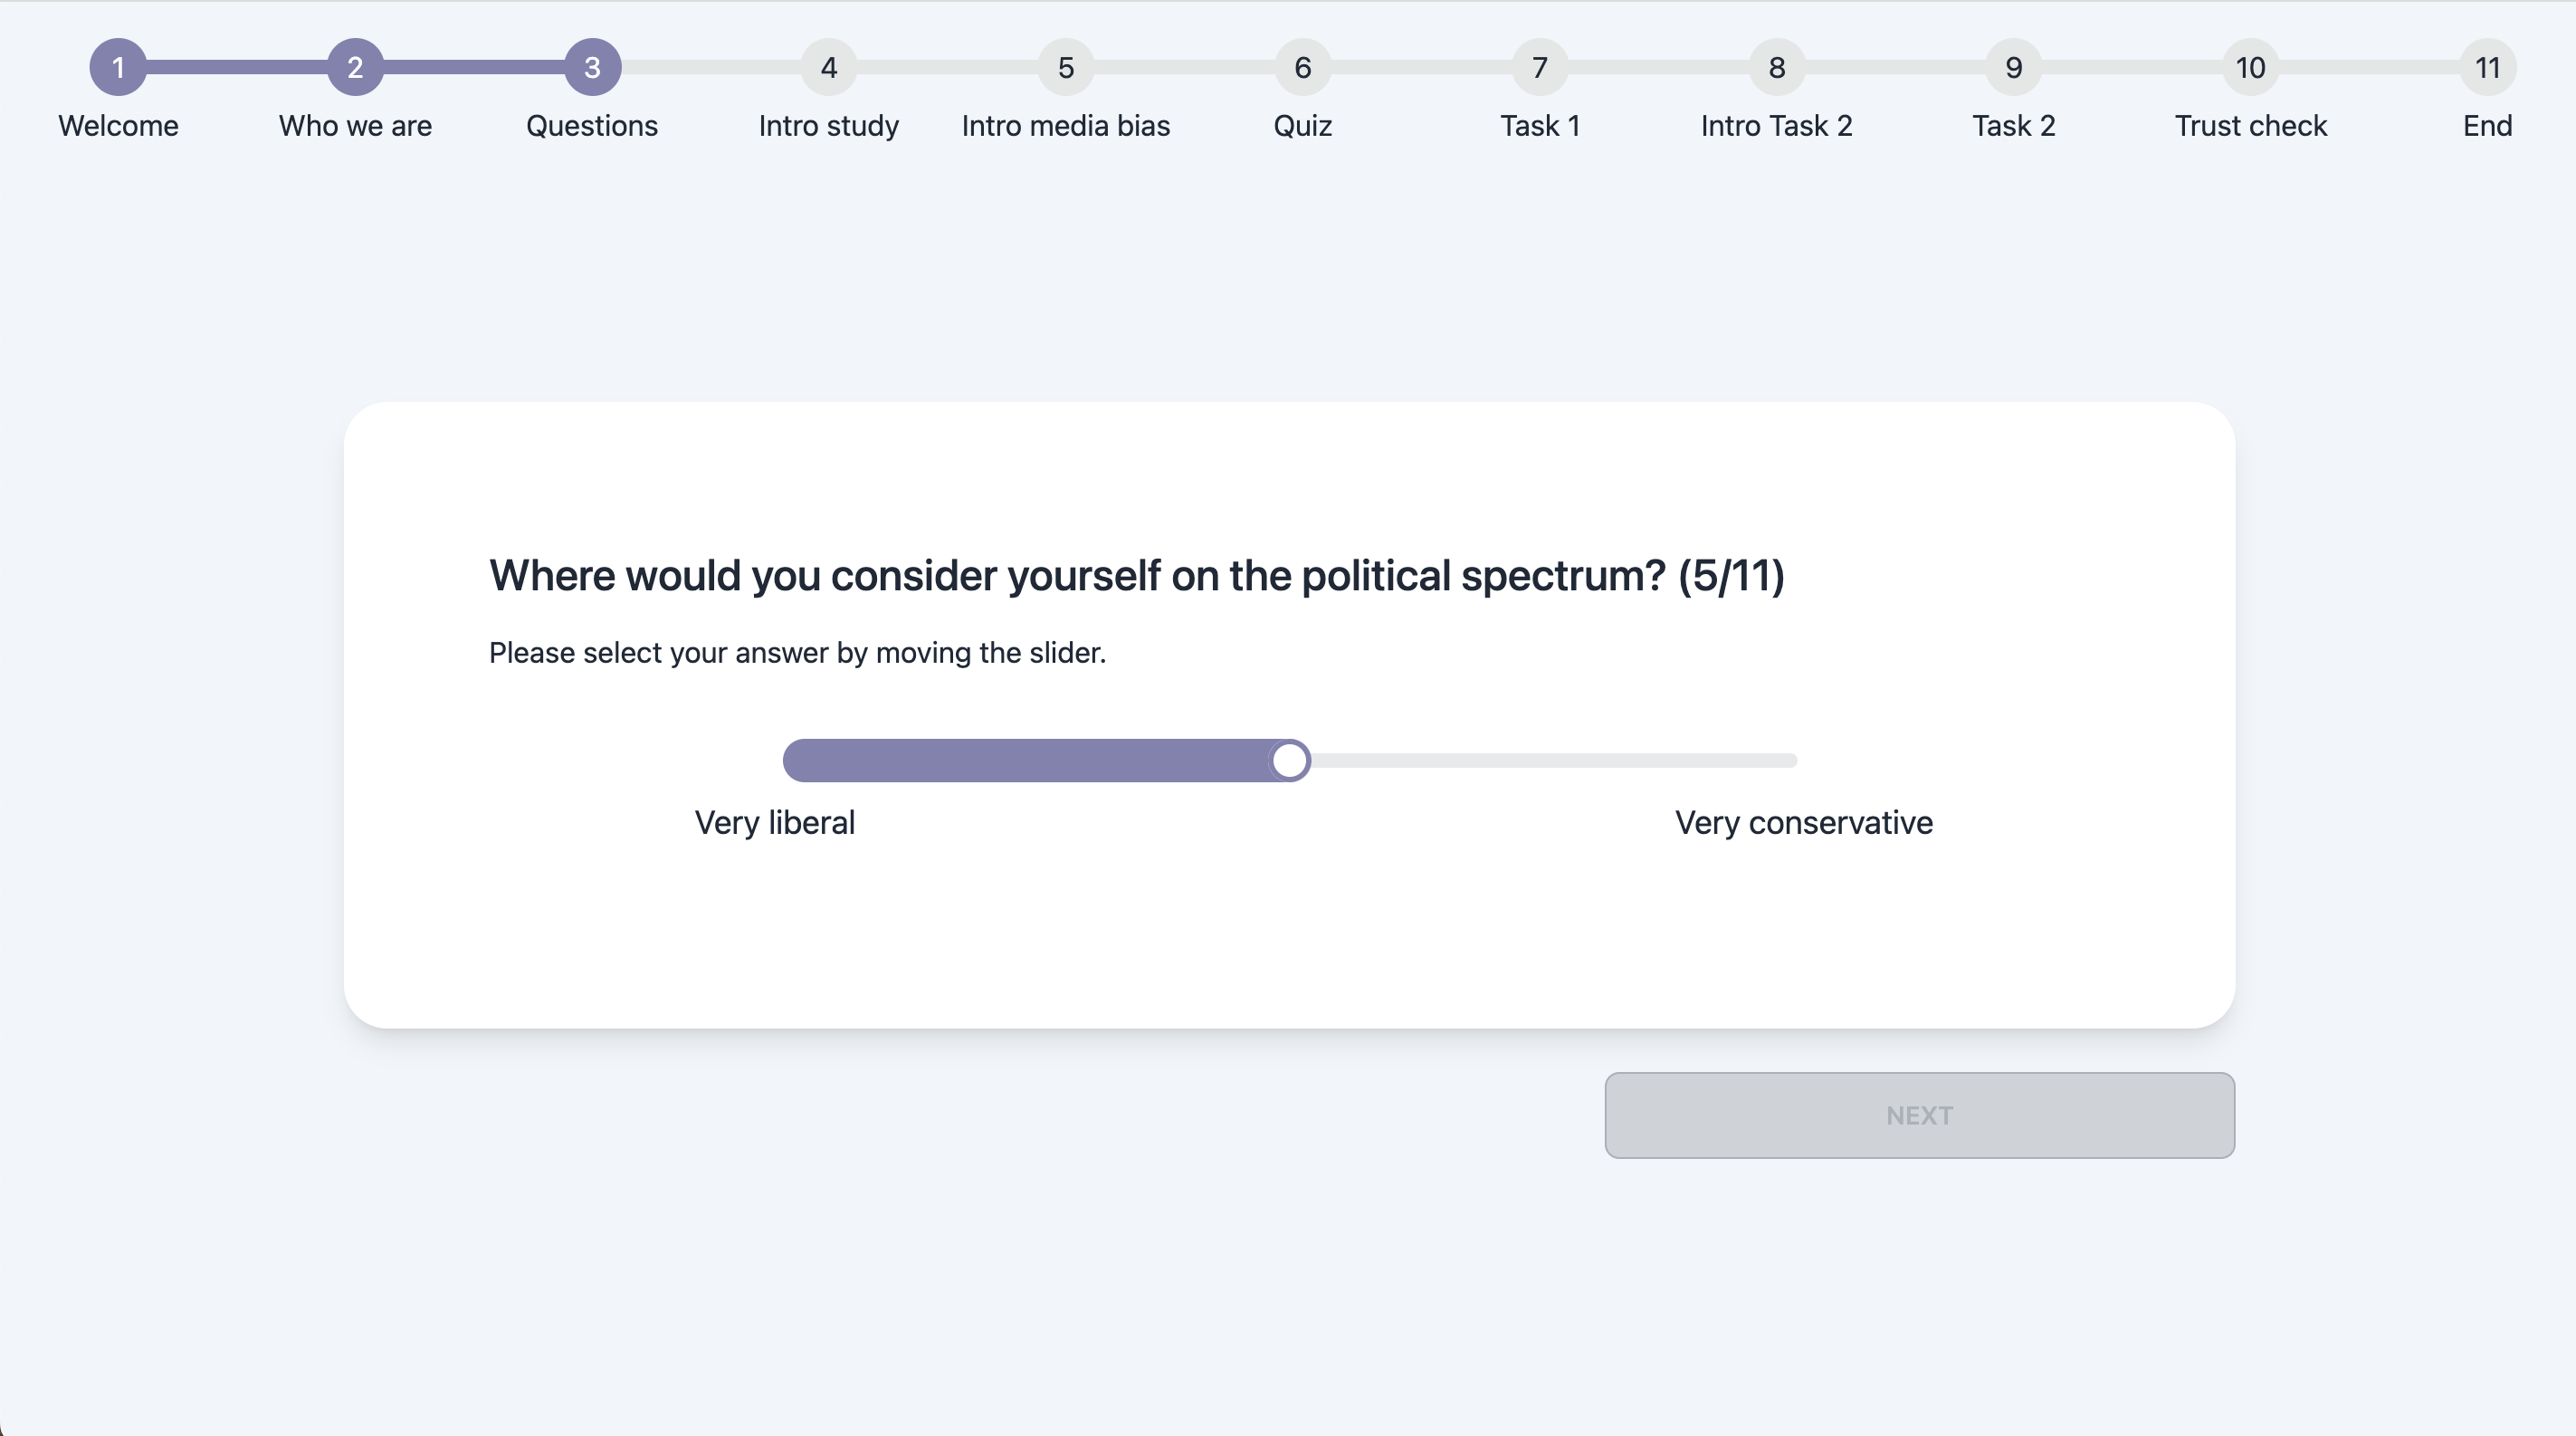 1 2 3 4 5 6 7 8 9 10 11
Welcome Who we are Questions Intro study Intro media bias Quiz Task 1 Intro Task 2 Task 2 Trust check End
Where would you consider yourself on the political spectrum? (5/11)
Please select your answer by moving the slider.
Very liberal Very conservative
NEXT